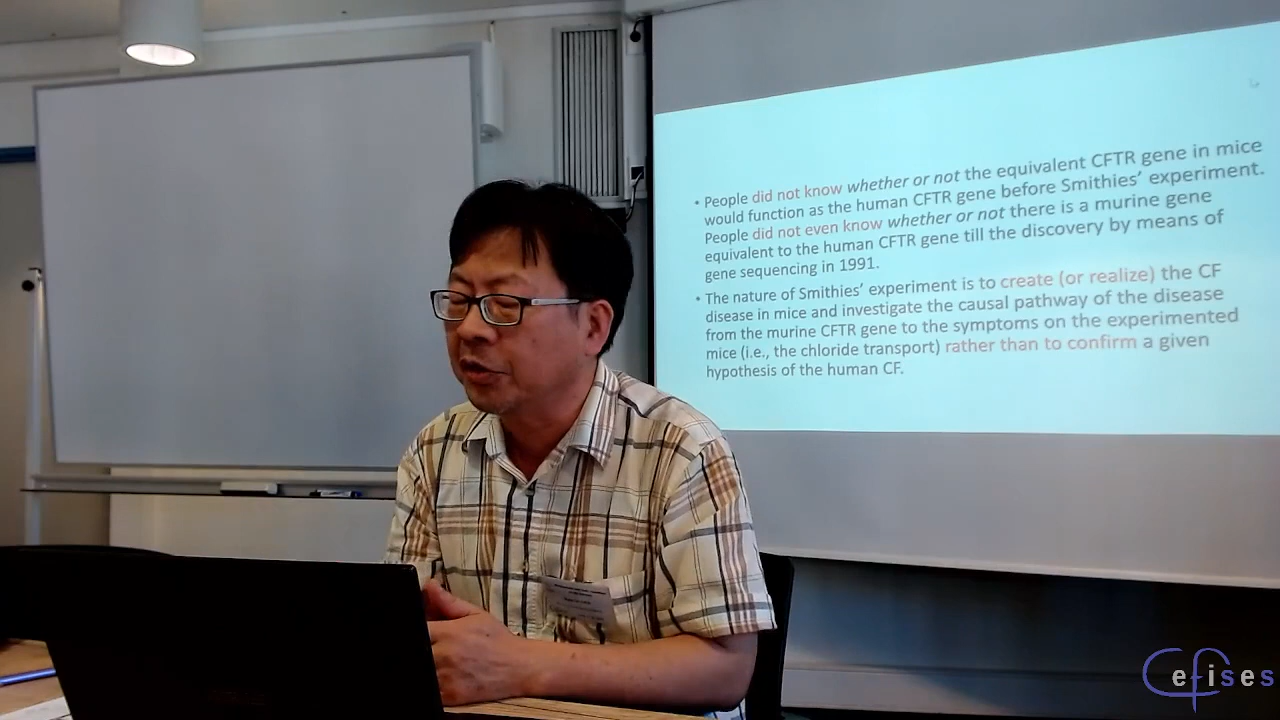 • People did not know whether or not the equivalent CFTR gene in mice
would function as the human CFTR gene before Smithies' experiment.
People did not even know whether or not there is a murine gene
equivalent to the human CFTR gene till the discovery by means of
gene sequencing in 1991.
• The nature of Smithies' experiment is to create (or realize) the CF
disease in mice and investigate the causal pathway of the disease
from the murine CFTR gene to the symptoms on the experimented
mice (i.e., the chloride transport) rather than to confirm a given
hypothesis of the human CF.
Cefises